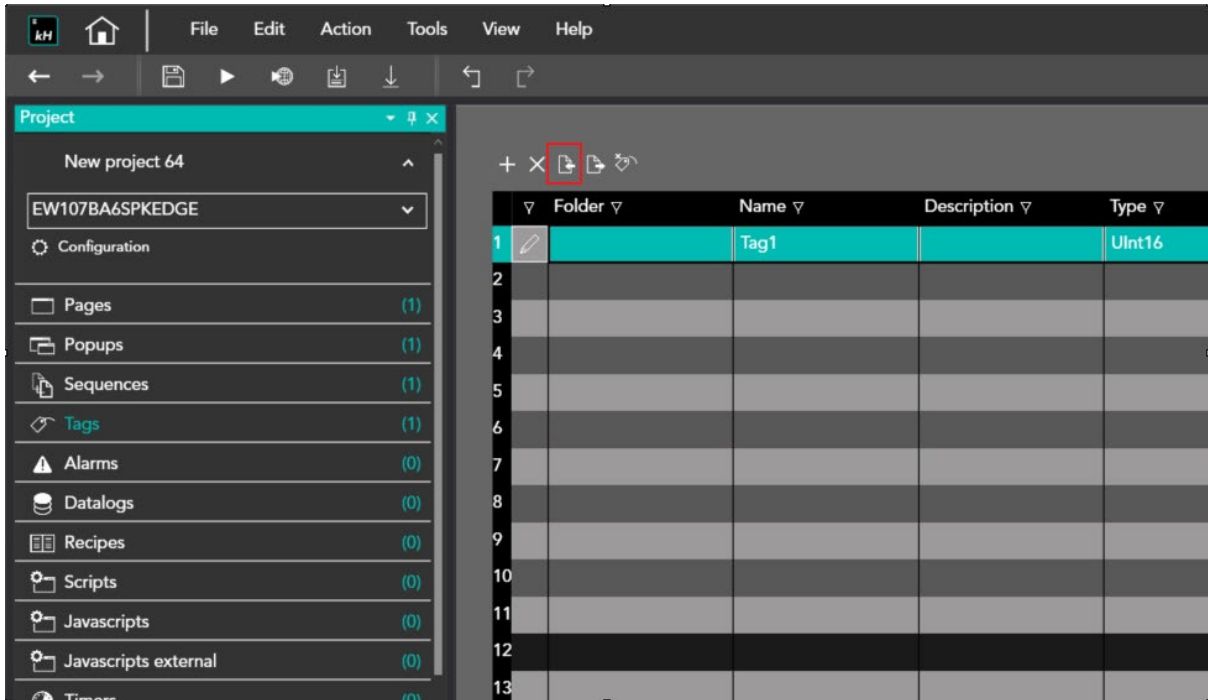 kH File Edit Action Tools View Help
Project
New project 64
EW107BA6SPKEDGE
Configuration
Pages (1)
Popups (1)
Sequences (1)
Tags (1)
Alarms (0)
Datalogs (0)
Recipes (0)
Scripts (0)
Javascripts (0)
Javascripts external (0)
Timers (0)
Folder Name Description Type
1 Tag1 UInt16
2
3
4
5
6
7
8
9
10
11
12
13